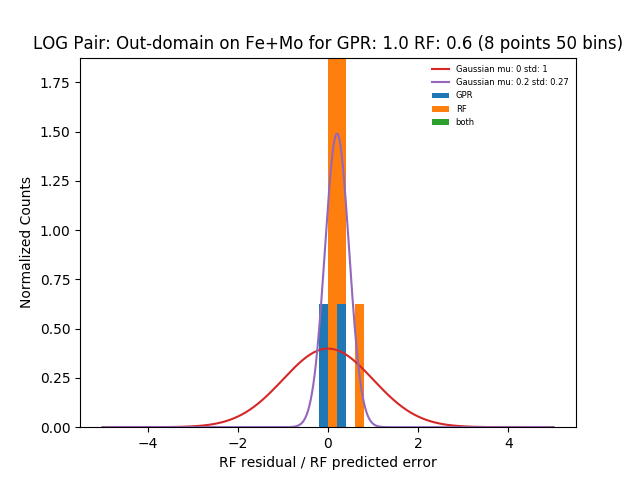 LOG Pair: Out-domain on Fe+Mo for GPR: 1.0 RF: 0.6 (8 points 50 bins)
Gaussian mu: 0 std: 1
Gaussian mu: 0.2 std: 0.27
GPR
RF
both
Normalized Counts
1.75
1.50
1.25
1.00
0.75
0.50
0.25
0.00
−4 −2 0 2 4
RF residual / RF predicted error